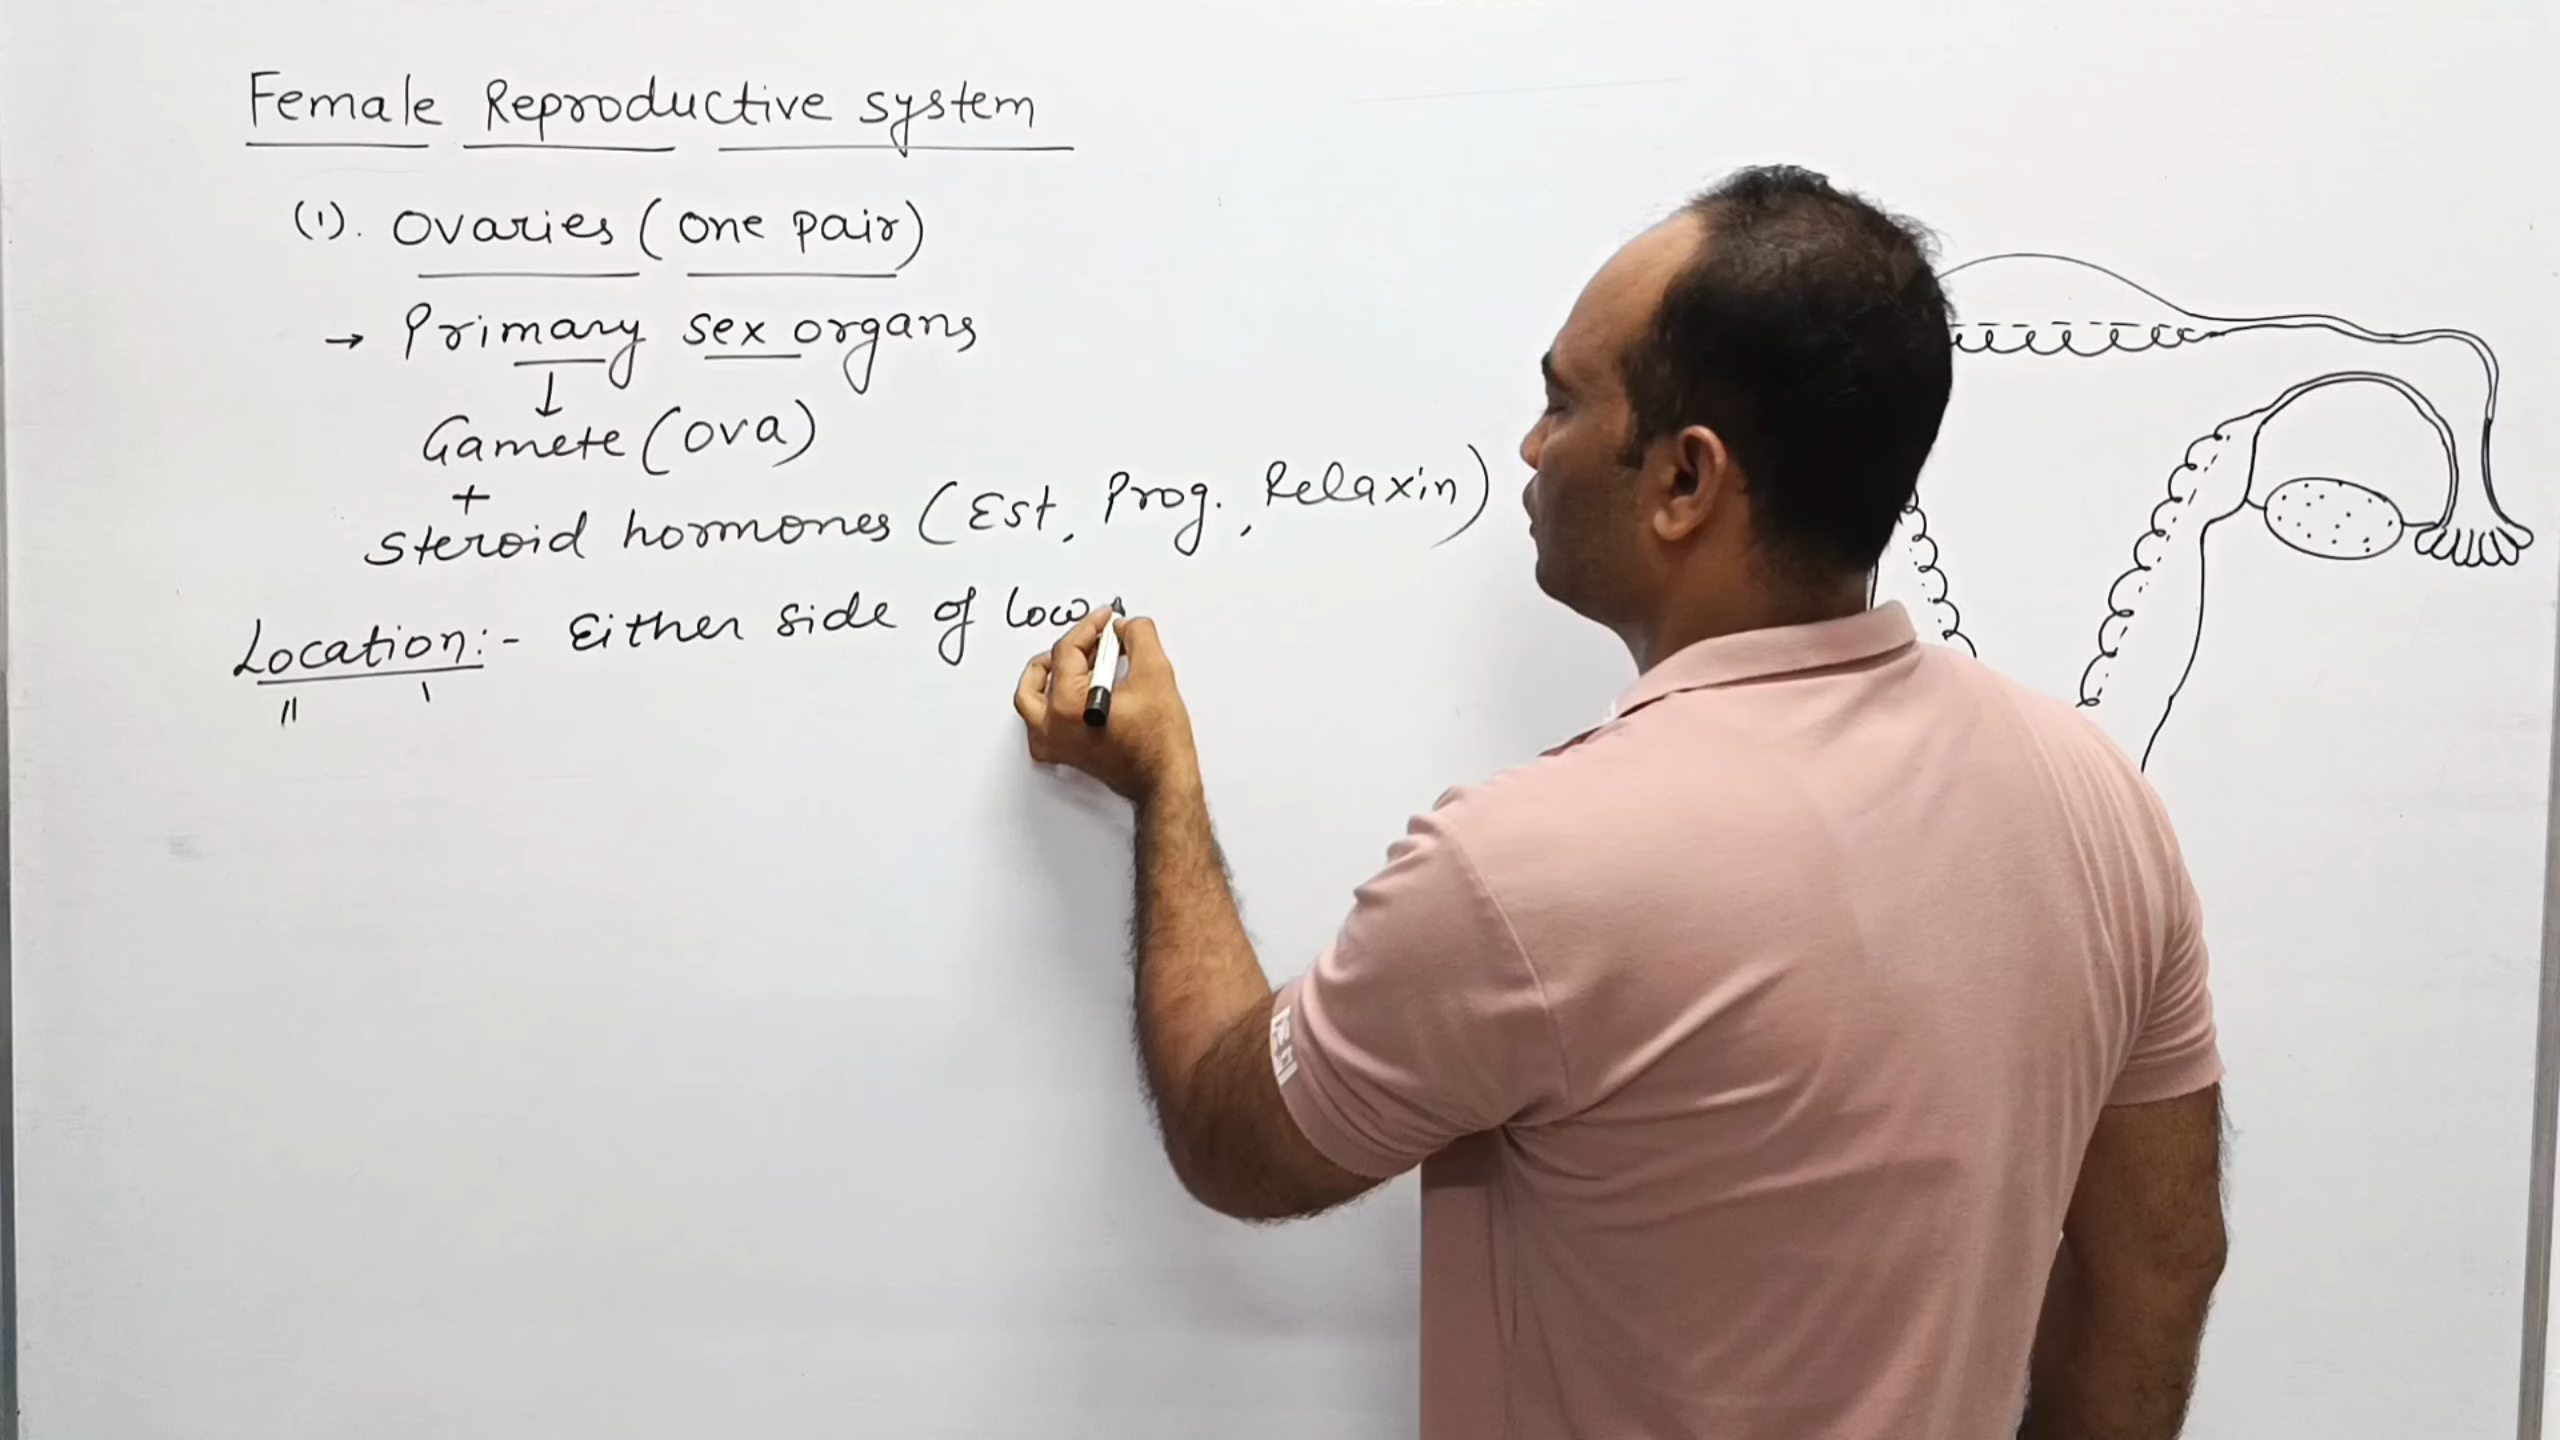 Female Reproductive system
(1). Ovaries (one pair)
→ Primary sex organs
↓
Gamete (ova)
+
Steroid hormones (Est, Prog., Relaxin)
Location:- Either side of low